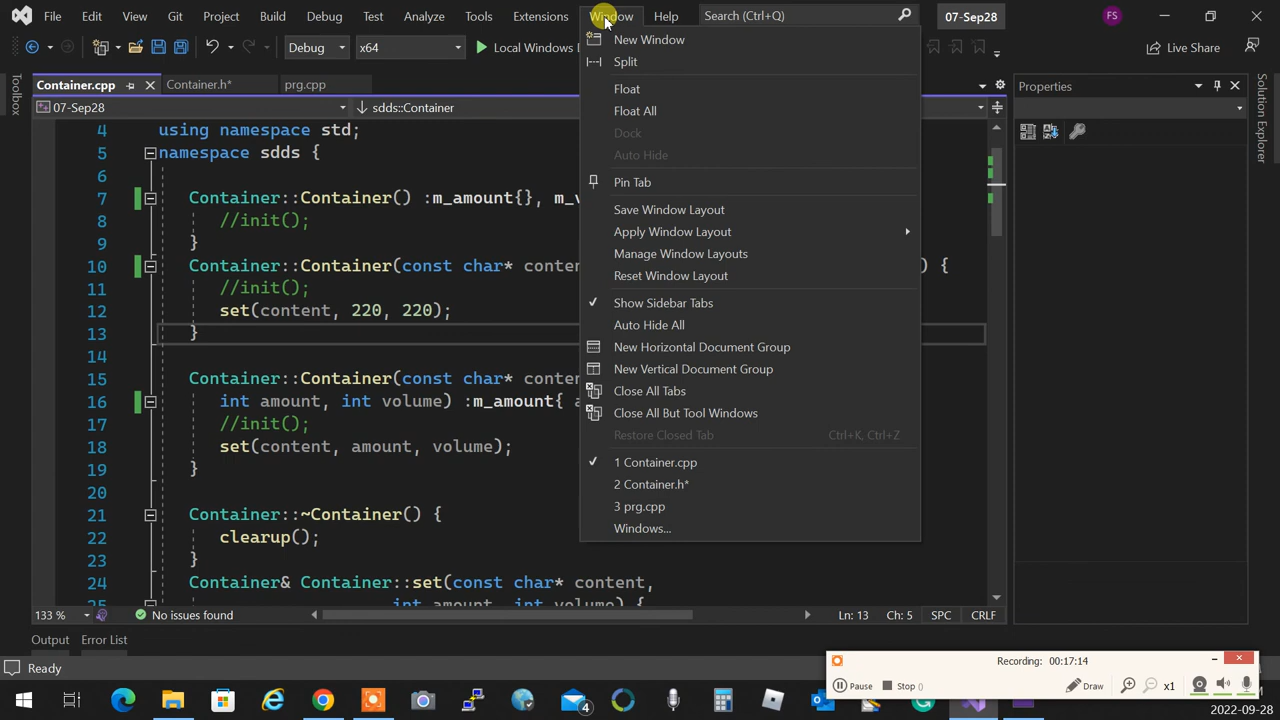 File Edit View Git Project Build Debug Test Analyze Tools Extensions Window Help Search (Ctrl+Q) 07-Sep28 FS
Debug x64 Local Windows Live Share
Container.cpp Container.h* prg.cpp
07-Sep28 sdds::Container
4 using namespace std;
5 namespace sdds {
6
7 Container::Container() :m_amount{}, m_v
8 //init();
9 }
10 Container::Container(const char* conten ) {
11 //init();
12 set(content, 220, 220);
13 }
14
15 Container::Container(const char* conten
16 int amount, int volume) :m_amount{ a
17 //init();
18 set(content, amount, volume);
19 }
20
21 Container::~Container() {
22 clearup();
23 }
24 Container& Container::set(const char* content,
25 int amount, int volume) {
133 % No issues found Ln: 13 Ch: 5 SPC CRLF
Output Error List
Ready
New Window
Split
Float
Float All
Dock
Auto Hide
Pin Tab
Save Window Layout
Apply Window Layout
Manage Window Layouts
Reset Window Layout
Show Sidebar Tabs
Auto Hide All
New Horizontal Document Group
New Vertical Document Group
Close All Tabs
Close All But Tool Windows
Restore Closed Tab Ctrl+K, Ctrl+Z
1 Container.cpp
2 Container.h*
3 prg.cpp
Windows...
Properties
Toolbox
Solution Explorer
Recording: 00:17:14
Pause Stop () Draw x1
4
2022-09-28